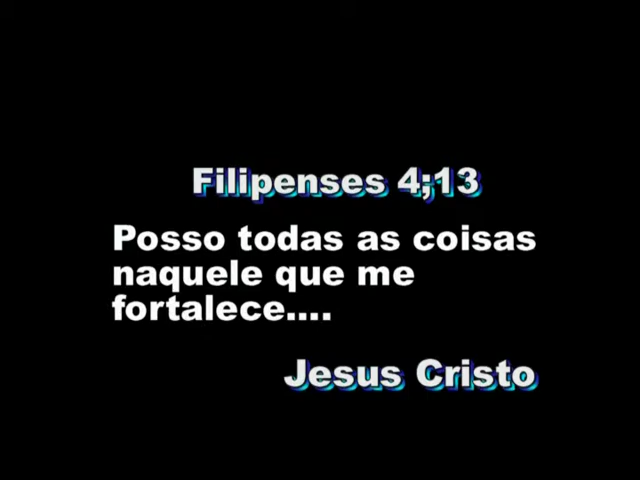 Filipenses 4;13
Posso todas as coisas
naquele que me
fortalece....
Jesus Cristo